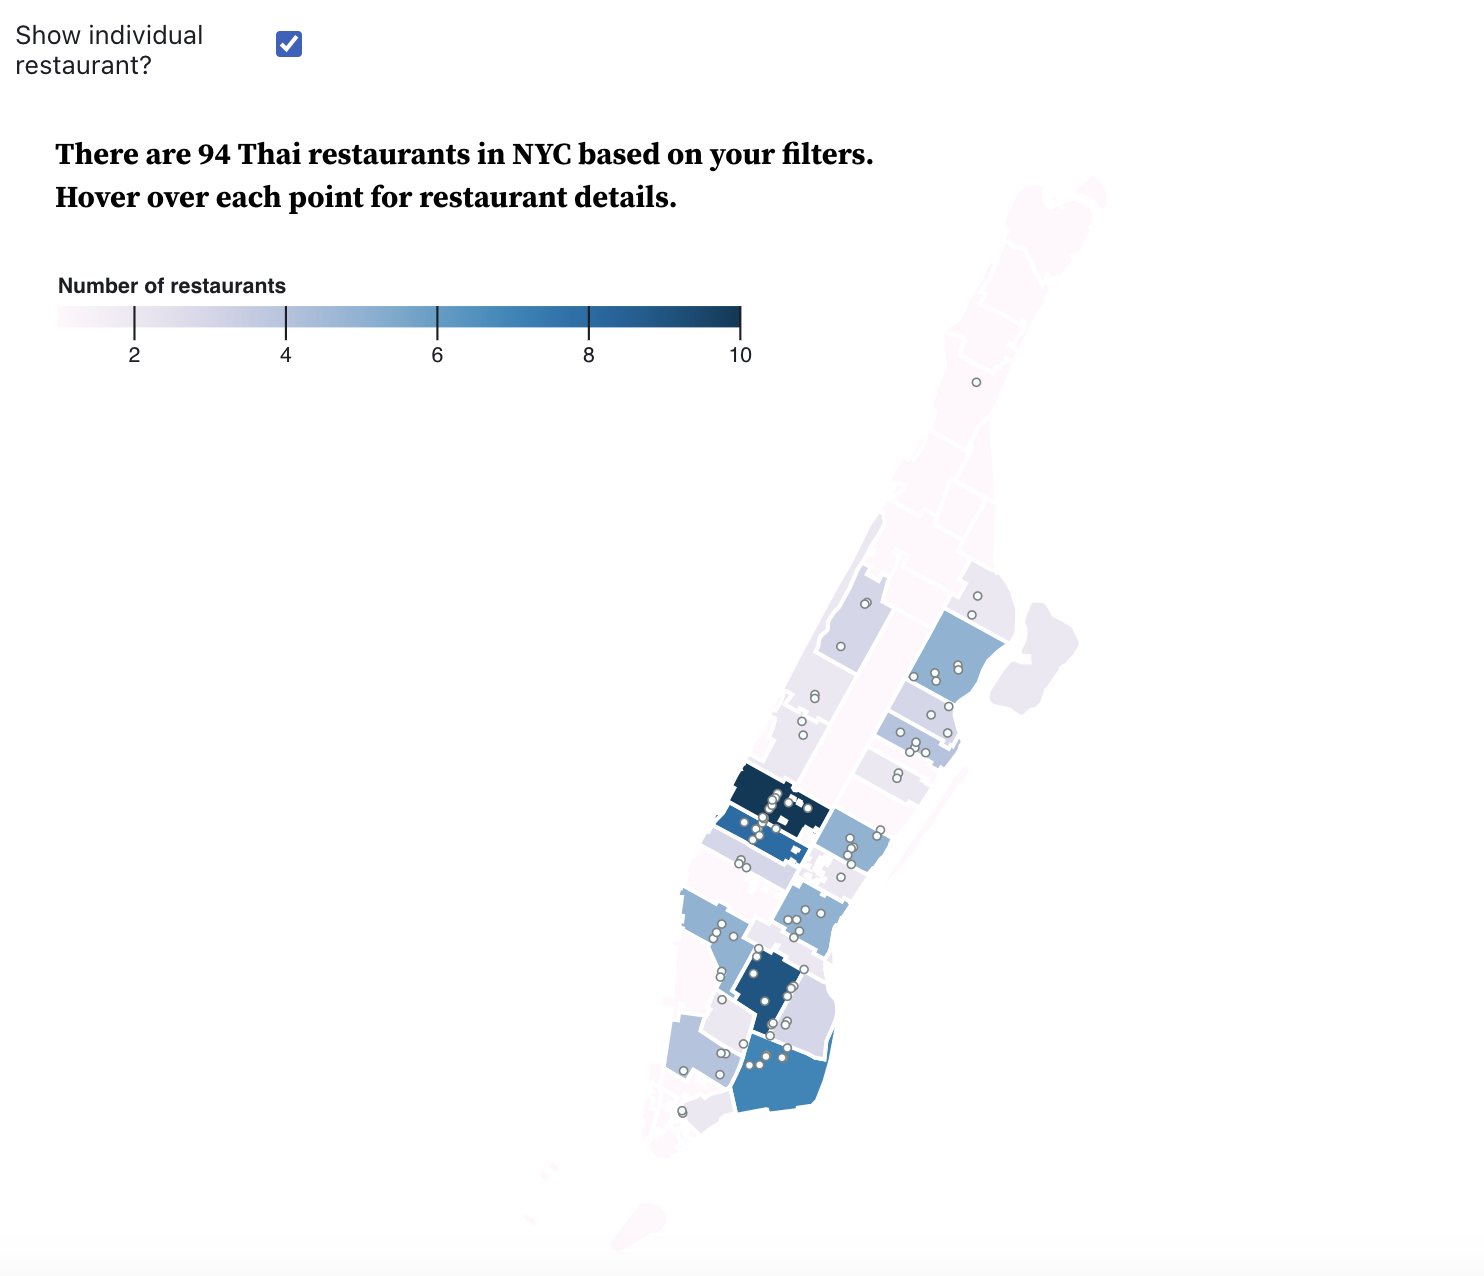 Show individual
restaurant?
There are 94 Thai restaurants in NYC based on your filters.
Hover over each point for restaurant details.
Number of restaurants
2 4 6 8 10